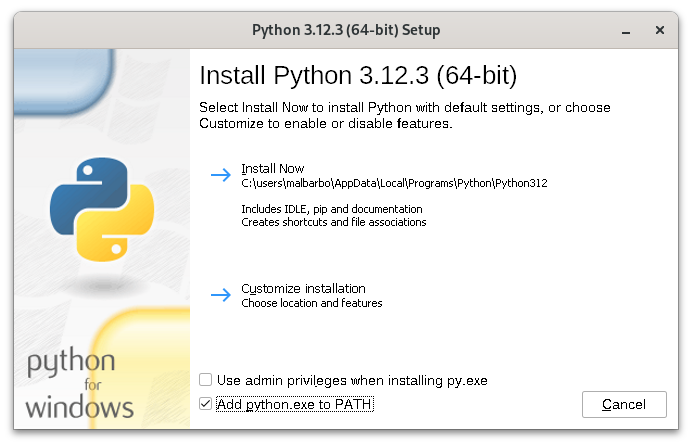 Python 3.12.3 (64-bit) Setup
Install Python 3.12.3 (64-bit)
Select Install Now to install Python with default settings, or choose
Customize to enable or disable features.
Install Now
C:\users\malbarbo\AppData\Local\Programs\Python\Python312
Includes IDLE, pip and documentation
Creates shortcuts and file associations
Customize installation
Choose location and features
python
for
windows
Use admin privileges when installing py.exe
Add python.exe to PATH
Cancel